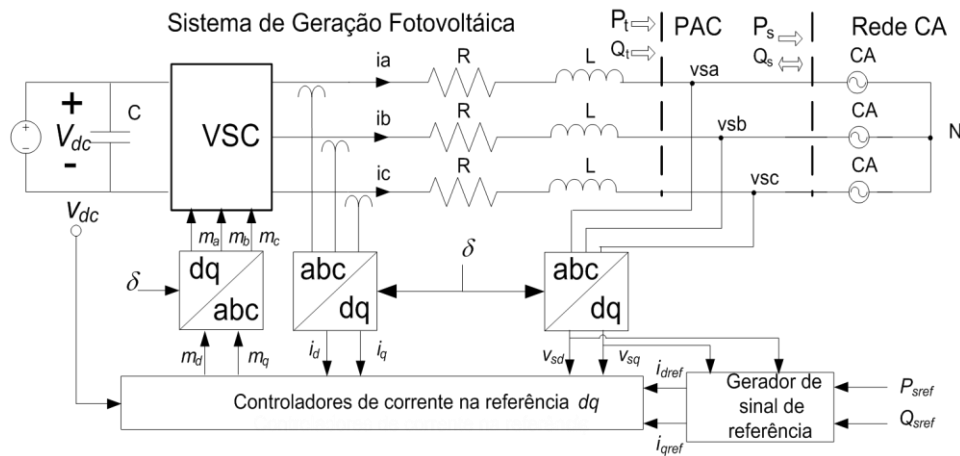 Sistema de Geração Fotovoltáica
Pt
PAC
Ps
Rede CA
Qt
Qs
ia
R
L
vsa
CA
+
C
Vdc
-
VSC
ib
R
L
vsb
CA
N
ic
R
L
vsc
CA
vdc
ma
mb
mc
δ
dq
abc
abc
dq
δ
abc
dq
md
mq
id
iq
vsd
vsq
idref
iqref
Controladores de corrente na referência dq
Gerador de
sinal de
referência
Psref
Qsref